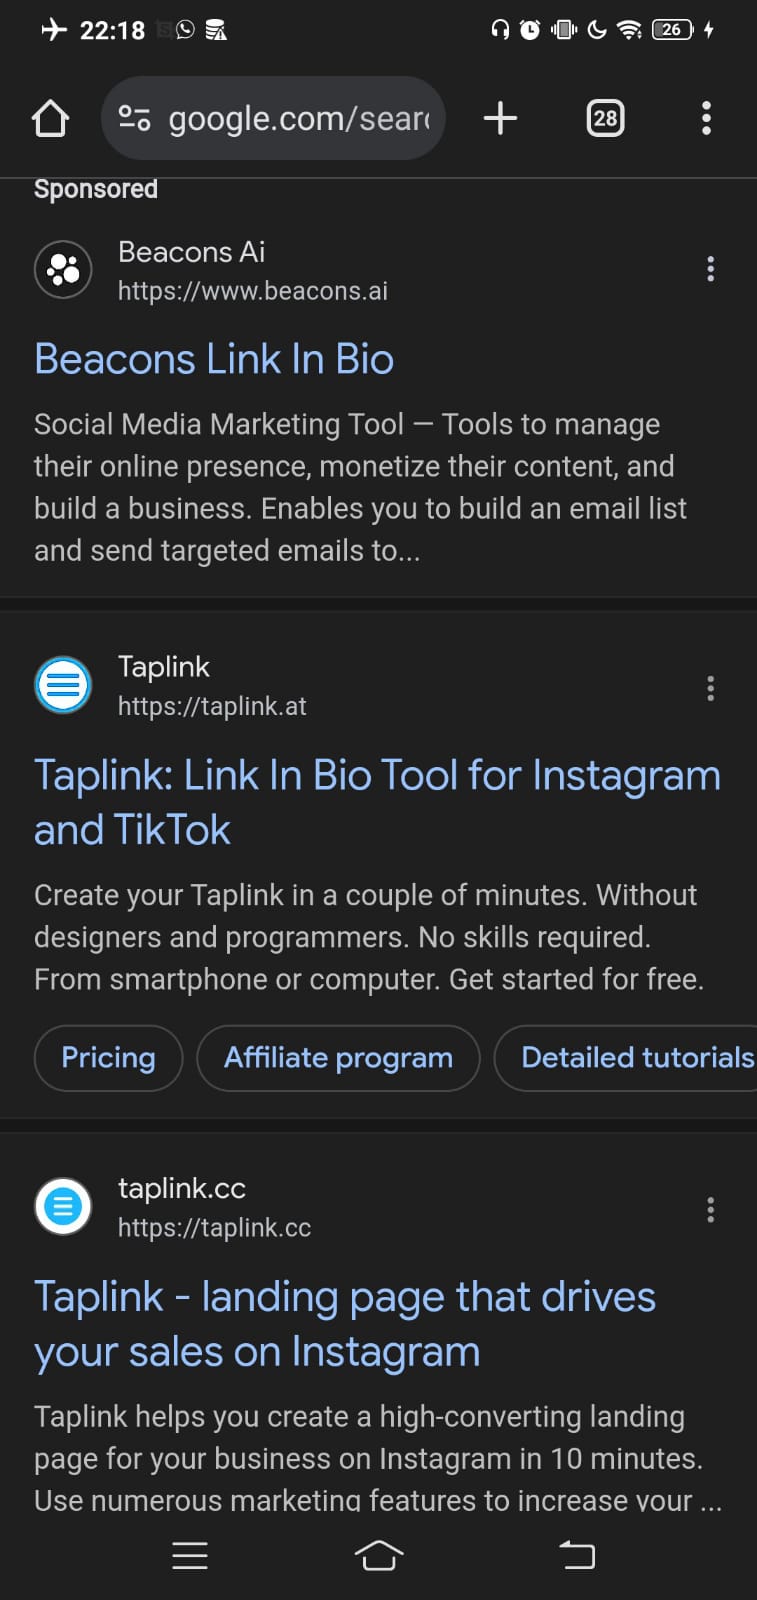 22:18
26
google.com/sear
28
Sponsored
Beacons Ai
https://www.beacons.ai
Beacons Link In Bio
Social Media Marketing Tool — Tools to manage
their online presence, monetize their content, and
build a business. Enables you to build an email list
and send targeted emails to...
Taplink
https://taplink.at
Taplink: Link In Bio Tool for Instagram
and TikTok
Create your Taplink in a couple of minutes. Without
designers and programmers. No skills required.
From smartphone or computer. Get started for free.
Pricing
Affiliate program
Detailed tutorials
taplink.cc
https://taplink.cc
Taplink - landing page that drives
your sales on Instagram
Taplink helps you create a high-converting landing
page for your business on Instagram in 10 minutes.
Use numerous marketing features to increase your ...